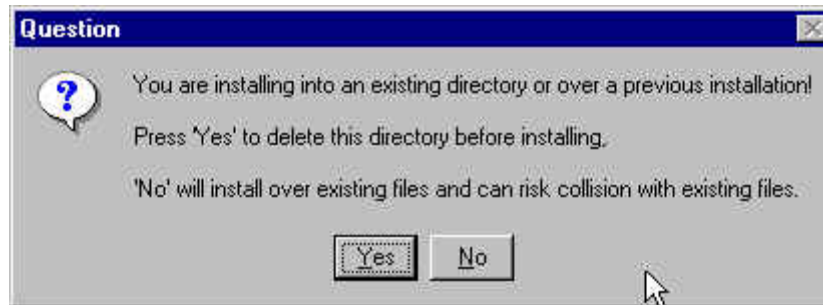 Question
You are installing into an existing directory or over a previous installation!
Press 'Yes' to delete this directory before installing,
'No' will install over existing files and can risk collision with existing files.
Yes
No